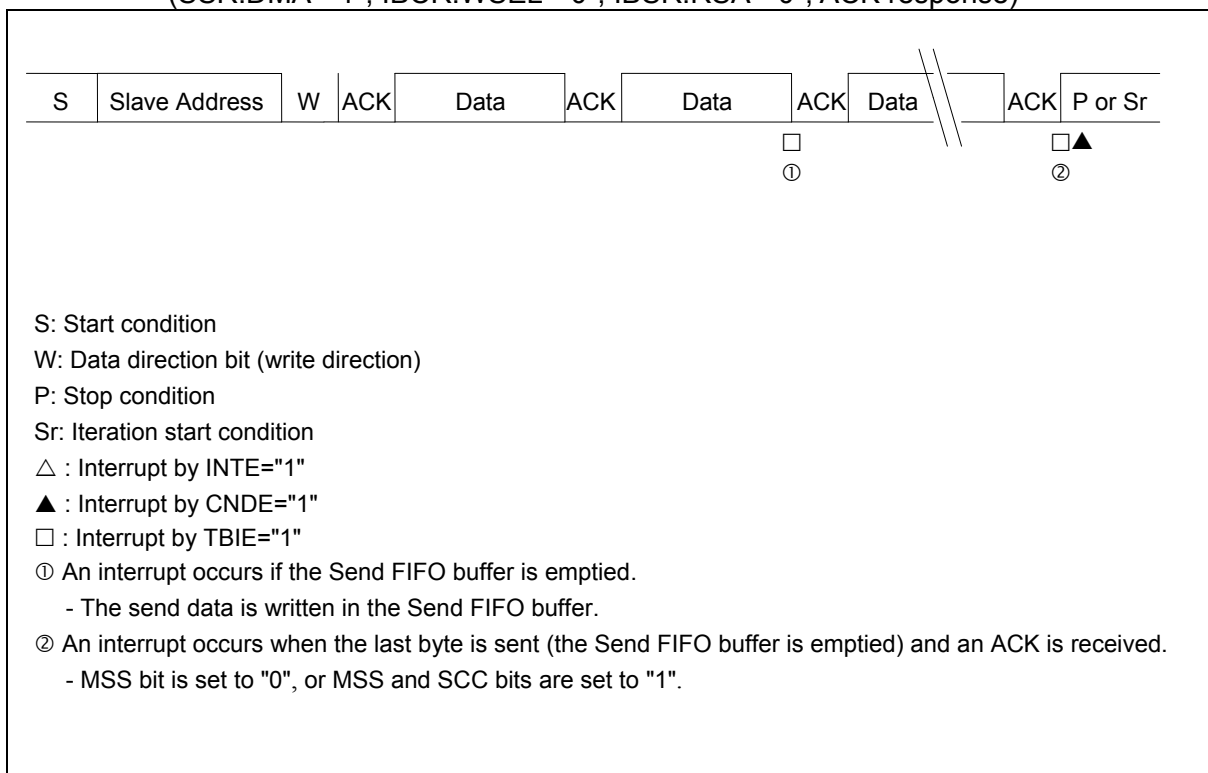 S Slave Address W ACK Data ACK Data ACK Data ACK P or Sr
□ □▲
① ②
S: Start condition
W: Data direction bit (write direction)
P: Stop condition
Sr: Iteration start condition
△ : Interrupt by INTE="1"
▲ : Interrupt by CNDE="1"
□ : Interrupt by TBIE="1"
① An interrupt occurs if the Send FIFO buffer is emptied.
- The send data is written in the Send FIFO buffer.
② An interrupt occurs when the last byte is sent (the Send FIFO buffer is emptied) and an ACK is received.
- MSS bit is set to "0", or MSS and SCC bits are set to "1".